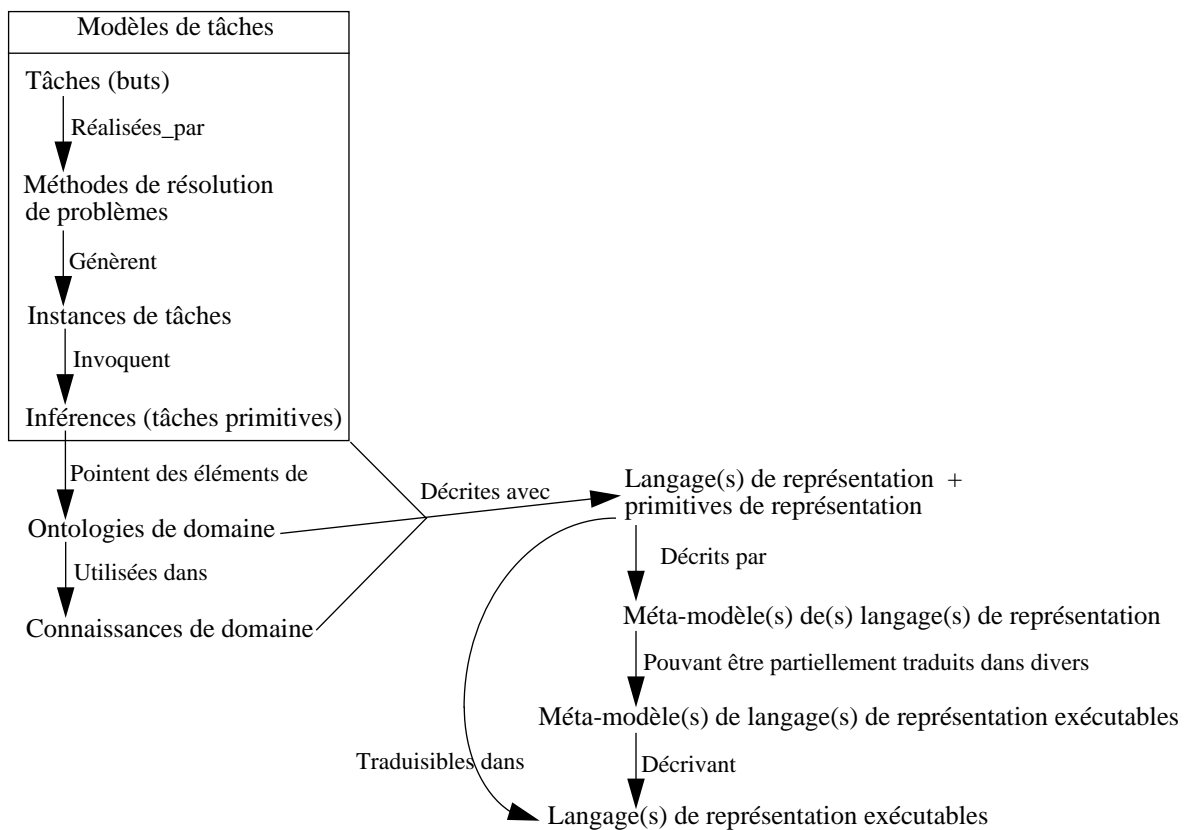 Modèles de tâches
Tâches (buts)
Réalisées_par
Méthodes de résolution
de problèmes
Génèrent
Instances de tâches
Invoquent
Inférences (tâches primitives)
Pointent des éléments de
Ontologies de domaine
Utilisées dans
Connaissances de domaine
Décrites avec
Langage(s) de représentation +
primitives de représentation
Décrits par
Méta-modèle(s) de(s) langage(s) de représentation
Pouvant être partiellement traduits dans divers
Méta-modèle(s) de langage(s) de représentation exécutables
Traduisibles dans
Décrivant
Langage(s) de représentation exécutables